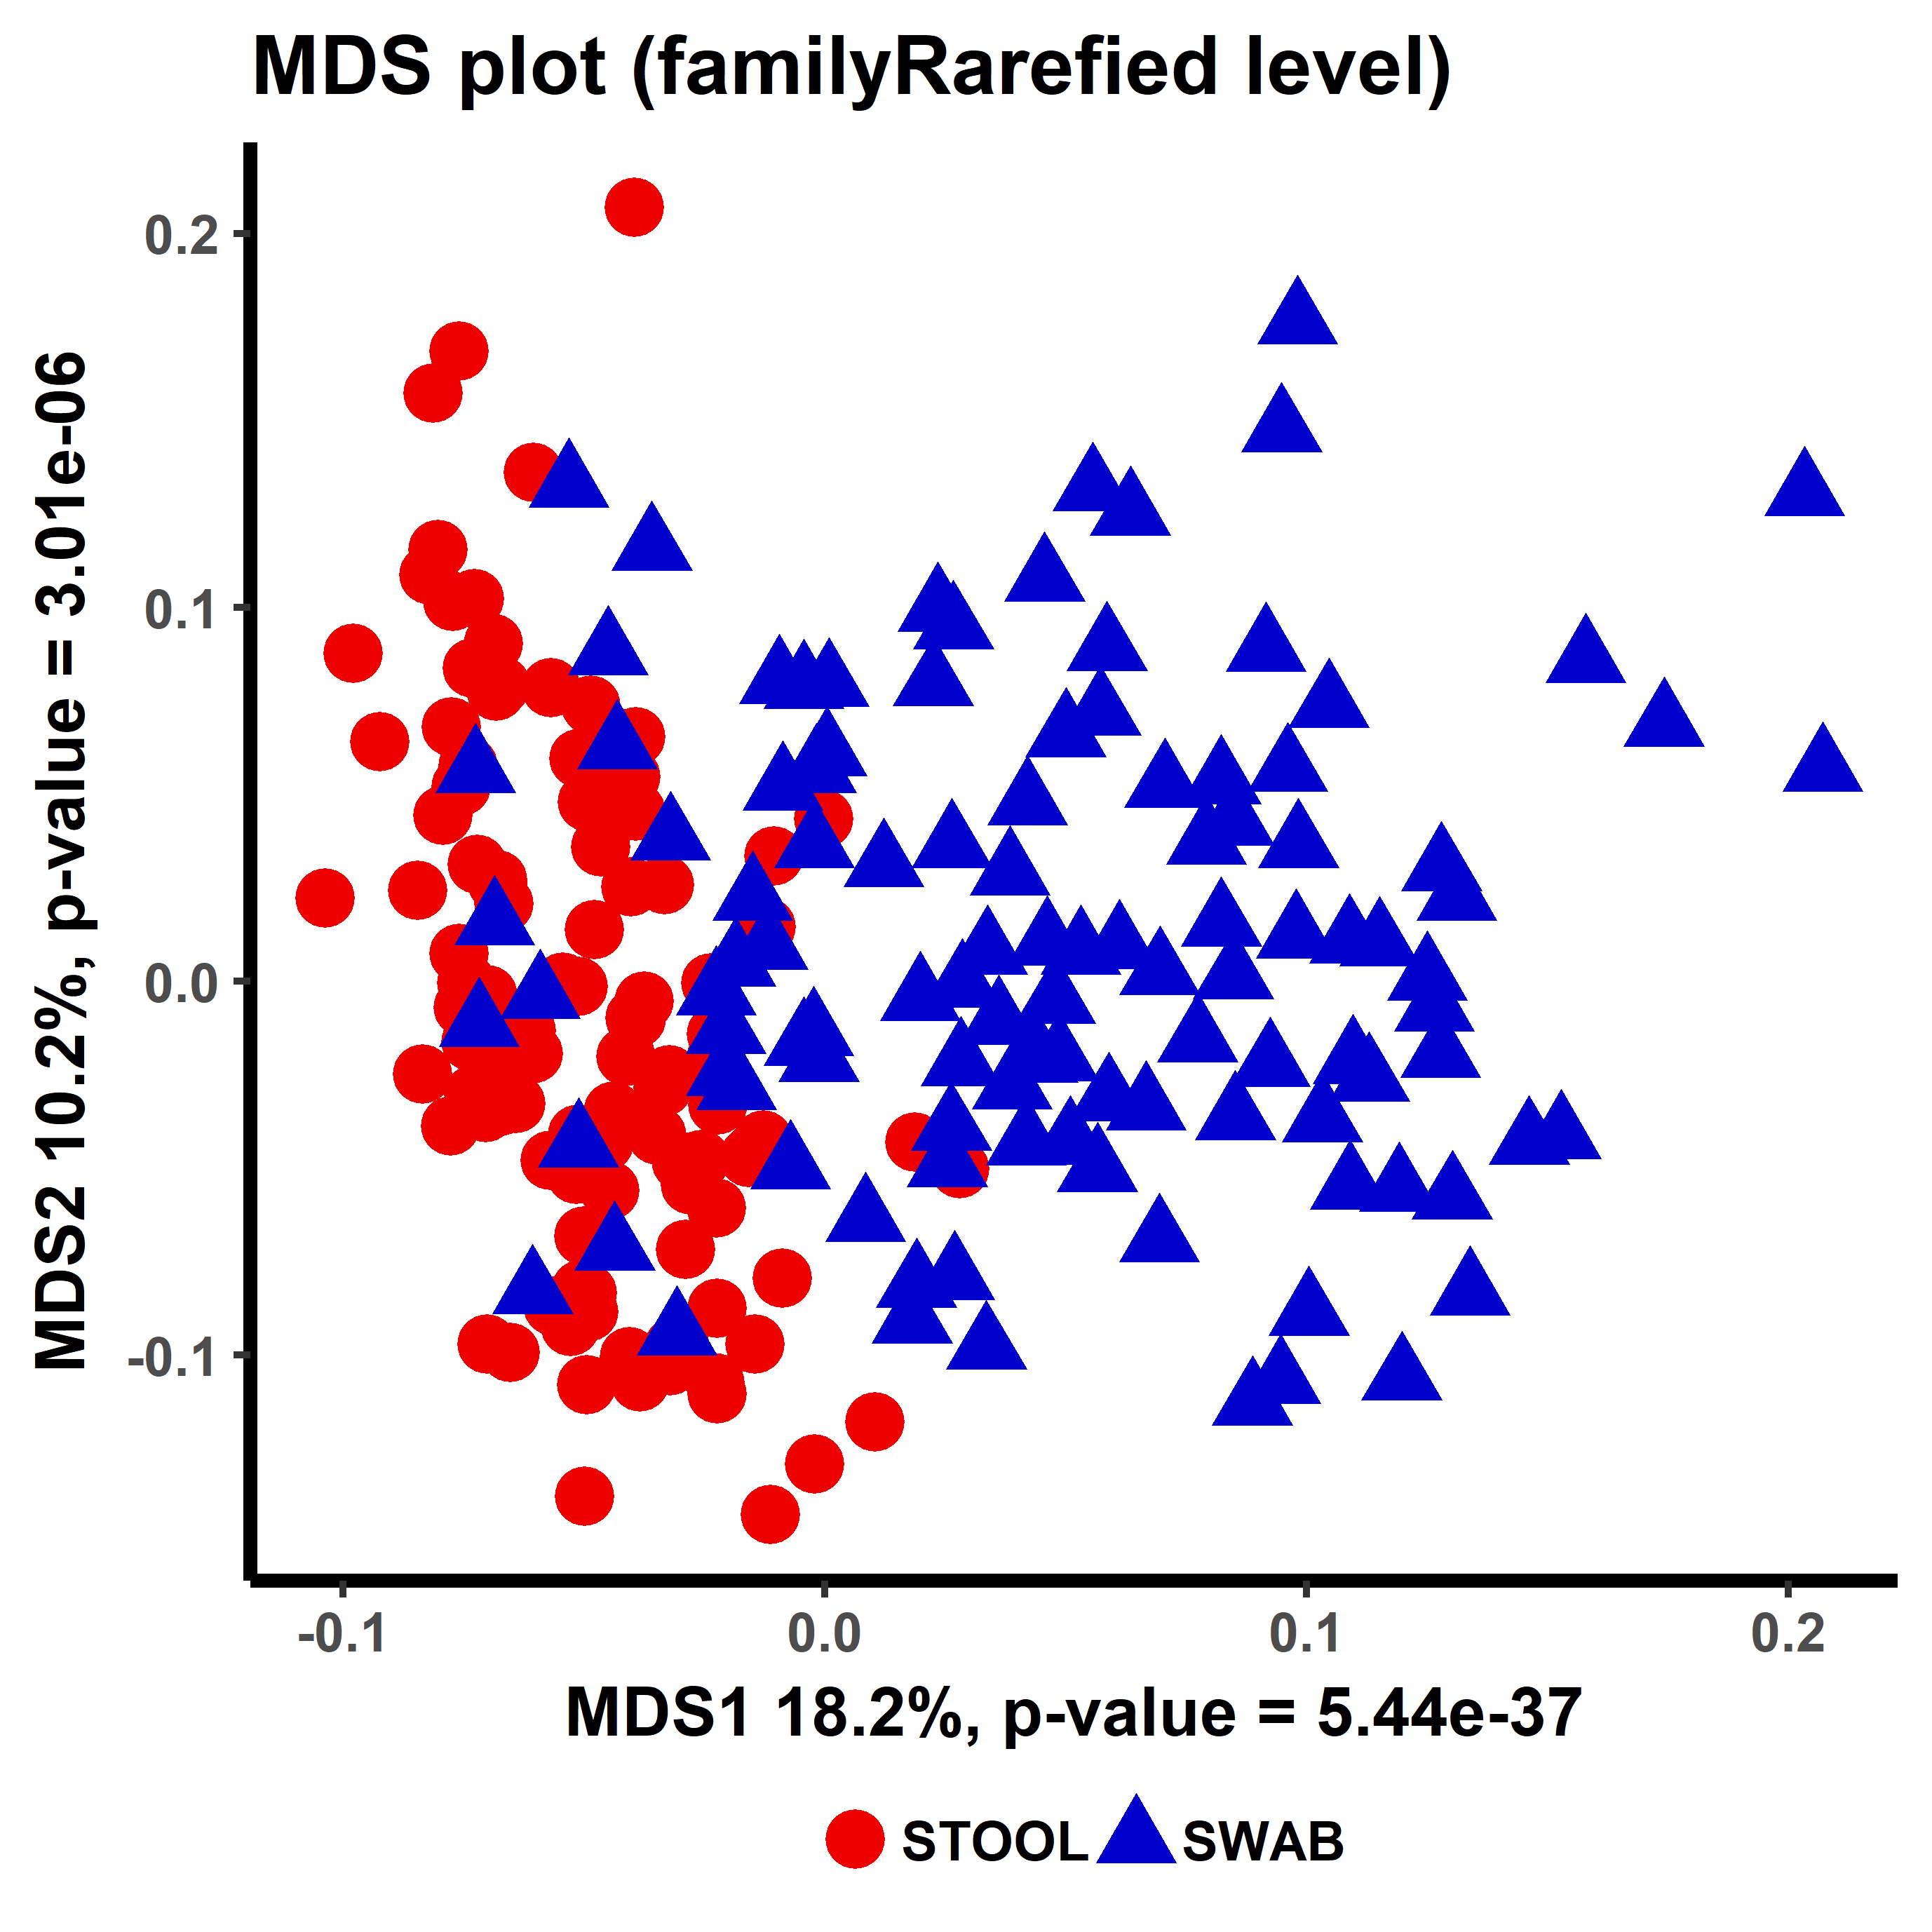 MDS plot (familyRarefied level)
MDS2 10.2%, p-value = 3.01e-06
0.2
0.1
0.0
-0.1
-0.1 0.0 0.1 0.2
MDS1 18.2%, p-value = 5.44e-37
STOOL SWAB